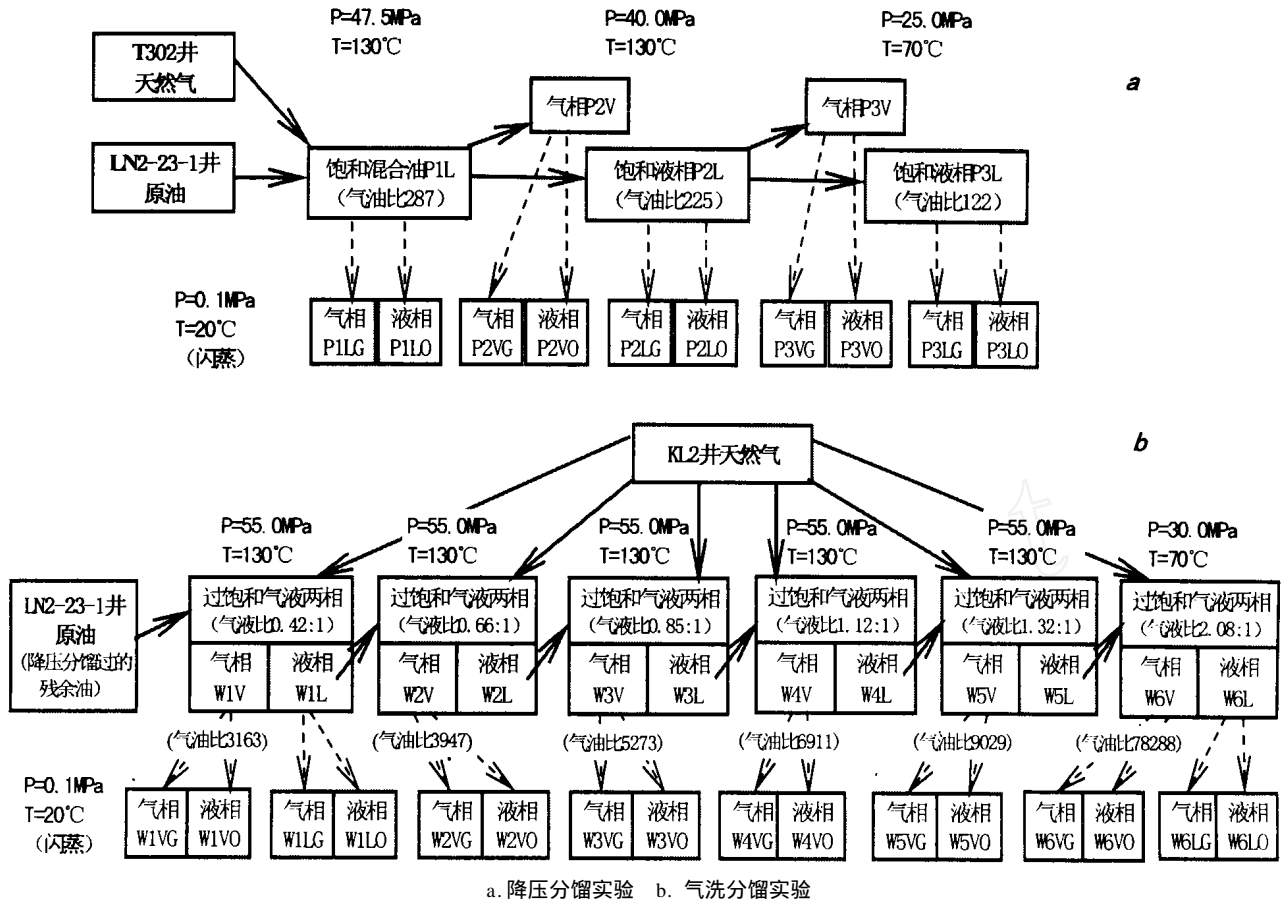 P=47.5MPa
T=130℃
P=40.0MPa
T=130℃
P=25.0MPa
T=70℃
a
T302井
天然气
LN2-23-1井
原油
气相P2V
气相P3V
饱和混合油P1L
(气油比287)
饱和液相P2L
(气油比225)
饱和液相P3L
(气油比122)
P=0.1MPa
T=20℃
(闪蒸)
气相
P1LG
液相
P1LO
气相
P2VG
液相
P2VO
气相
P2LG
液相
P2LO
气相
P3VG
液相
P3VO
气相
P3LG
液相
P3LO
b
KL2井天然气
P=55.0MPa
T=130℃
P=55.0MPa
T=130℃
P=55.0MPa
T=130℃
P=55.0MPa
T=130℃
P=55.0MPa
T=130℃
P=30.0MPa
T=70℃
LN2-23-1井
原油
(降压分馏过的
残余油)
过饱和气液两相
(气液比0.42:1)
气相
W1V
液相
W1L
过饱和气液两相
(气液比0.66:1)
气相
W2V
液相
W2L
过饱和气液两相
(气液比0.85:1)
气相
W3V
液相
W3L
过饱和气液两相
(气液比1.12:1)
气相
W4V
液相
W4L
过饱和气液两相
(气液比1.32:1)
气相
W5V
液相
W5L
过饱和气液两相
(气液比2.08:1)
气相
W6V
液相
W6L
(气油比3163)
(气油比3947)
(气油比5273)
(气油比6911)
(气油比9029)
(气油比78288)
P=0.1MPa
T=20℃
(闪蒸)
气相
W1VG
液相
W1VO
气相
W1LG
液相
W1LO
气相
W2VG
液相
W2VO
气相
W3VG
液相
W3VO
气相
W4VG
液相
W4VO
气相
W5VG
液相
W5VO
气相
W6VG
液相
W6VO
气相
W6LG
液相
W6LO
a.降压分馏实验 b. 气洗分馏实验